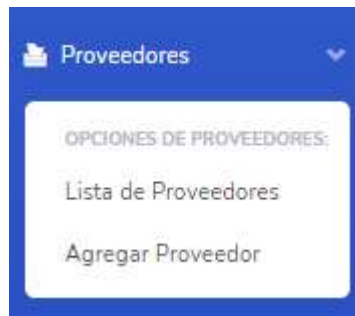 Proveedores
OPCIONES DE PROVEEDORES:
Lista de Proveedores
Agregar Proveedor